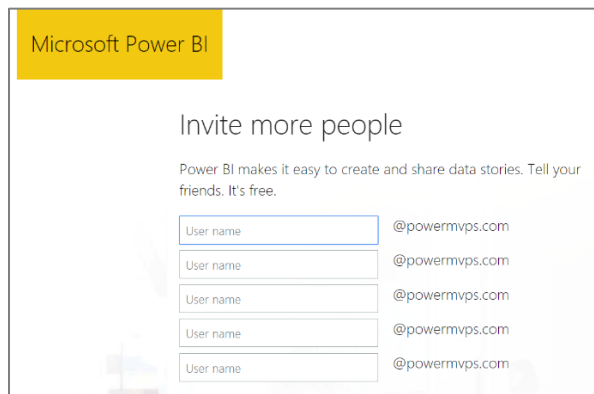 Microsoft Power BI
Invite more people
Power BI makes it easy to create and share data stories. Tell your
friends. It's free.
User name @powermvps.com
User name @powermvps.com
User name @powermvps.com
User name @powermvps.com
User name @powermvps.com